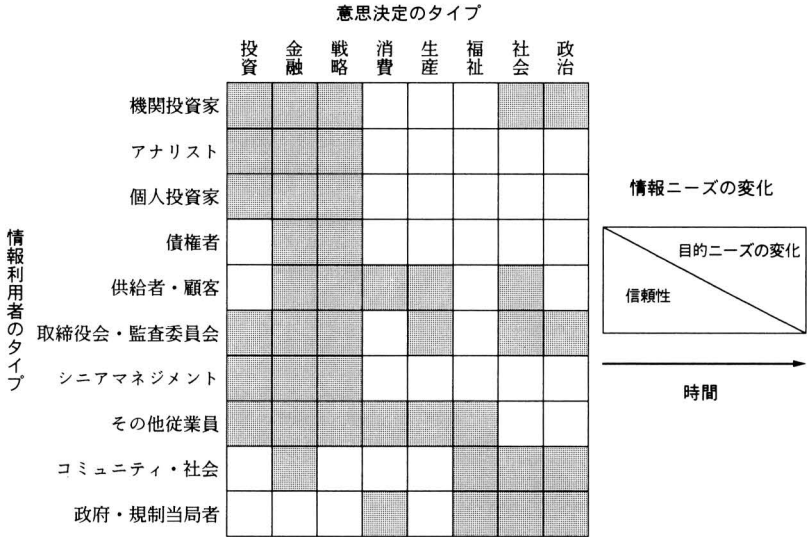 意思決定のタイプ
投資
金融
戦略
消費
生産
福祉
社会
政治
機関投資家
アナリスト
個人投資家
債権者
供給者・顧客
取締役会・監査委員会
シニアマネジメント
その他従業員
コミュニティ・社会
政府・規制当局者
情報利用者のタイプ
情報ニーズの変化
目的ニーズの変化
信頼性
時間